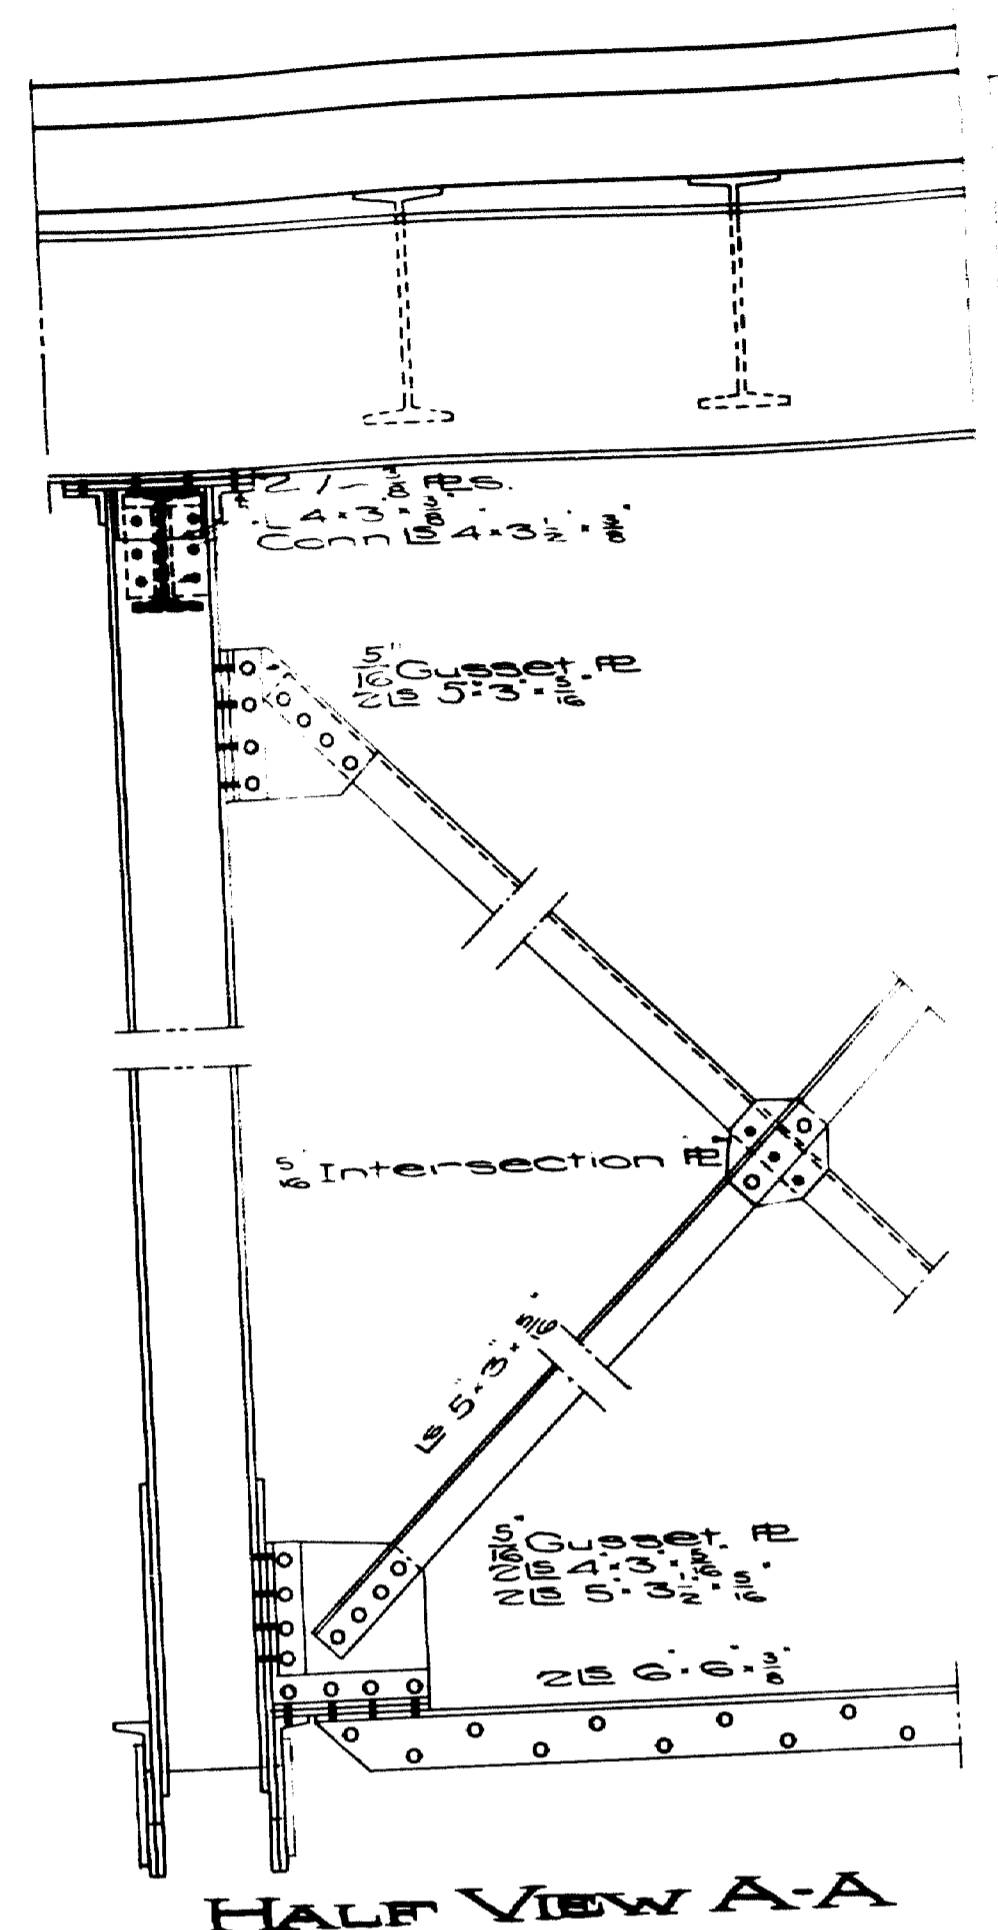 2 1-⅜" ℙLS.
L 4"×3"×⅜"
Conn Ls 4"×3½"×⅜"
5/16" Gusset PL
2 Ls 5"×3"×5/16"
5/16" Intersection PL
Ls 5"×3"×5/16"
5/16" Gusset PL
2 Ls 4"×3"×5/16"
2 Ls 5"×3½"×5/16"
2 Ls 6"×6"×⅜"
HALF VIEW A-A